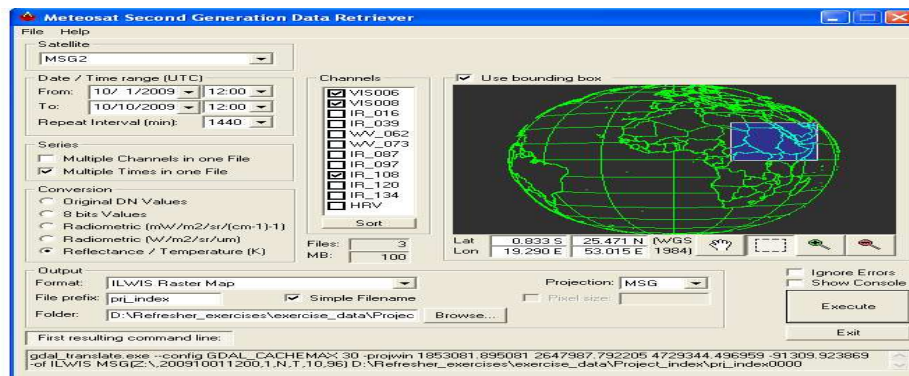 Meteosat Second Generation Data Retriever
File Help
Satellite
MSG2
Date / Time range (UTC)
From: 10/ 1/2009 12:00
To: 10/10/2009 12:00
Repeat Interval (min): 1440
Series
Multiple Channels in one File
Multiple Times in one File
Conversion
Original DN Values
8 bits Values
Radiometric (mW/m2/sr/(cm-1)-1)
Radiometric (W/m2/sr/um)
Reflectance / Temperature (K)
Channels
VIS006
VIS008
IR_016
IR_039
WV_062
WV_073
IR_087
IR_097
IR_108
IR_120
IR_134
HRV
Sort
Files: 3
MB: 100
Use bounding box
Lat 0.833 S 25.471 N (WGS
Lon 19.290 E 53.015 E 1984)
Output
Format: ILWIS Raster Map
Projection: MSG
File prefix: prj_index
Simple Filename
Pixel size:
Folder: D:\Refresher_exercises\exercise_data\Projec
Browse...
Ignore Errors
Show Console
Execute
Exit
First resulting command line:
gdal_translate.exe --config GDAL_CACHEMAX 30 -projwin 1853081.895081 2647987.792205 4729344.496959 -91309.923869
-of ILWIS MSG(Z:\,200910011200,1,N,T,10,96) D:\Refresher_exercises\exercise_data\Project_index\prj_index0000